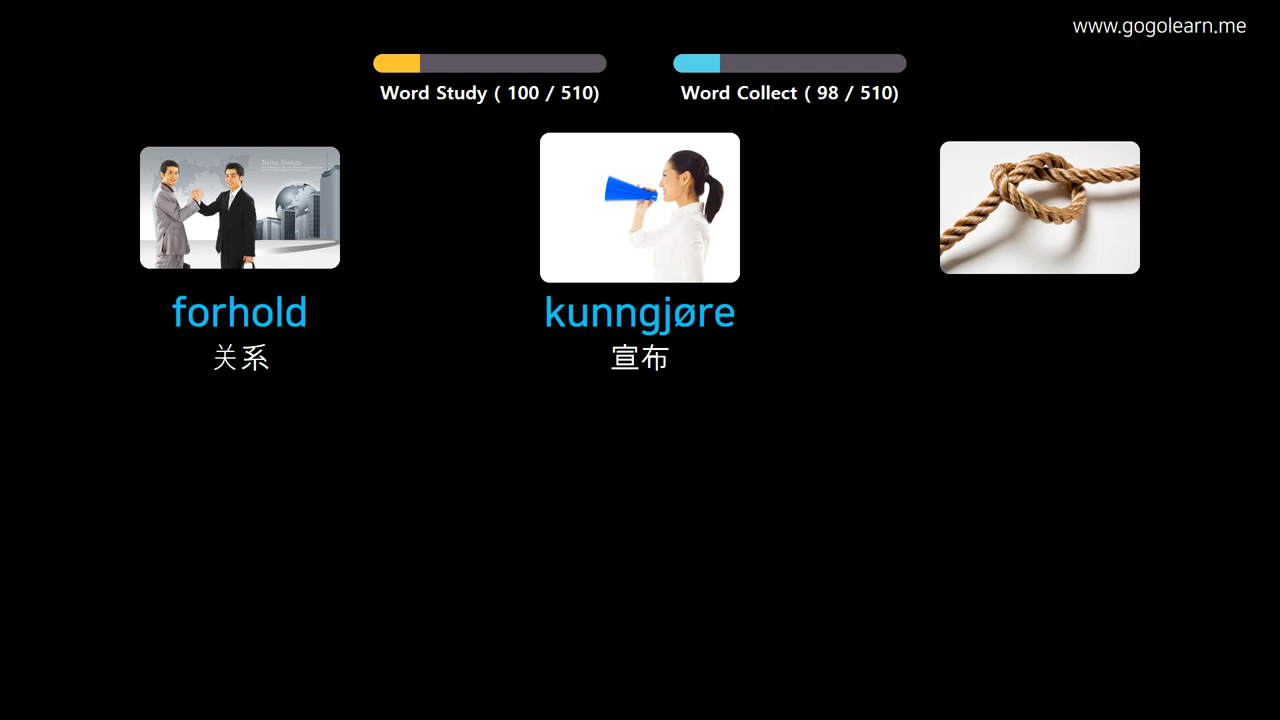 www.gogolearn.me
Word Study ( 100 / 510)
Word Collect ( 98 / 510)
forhold
kunngjøre
关系
宣布